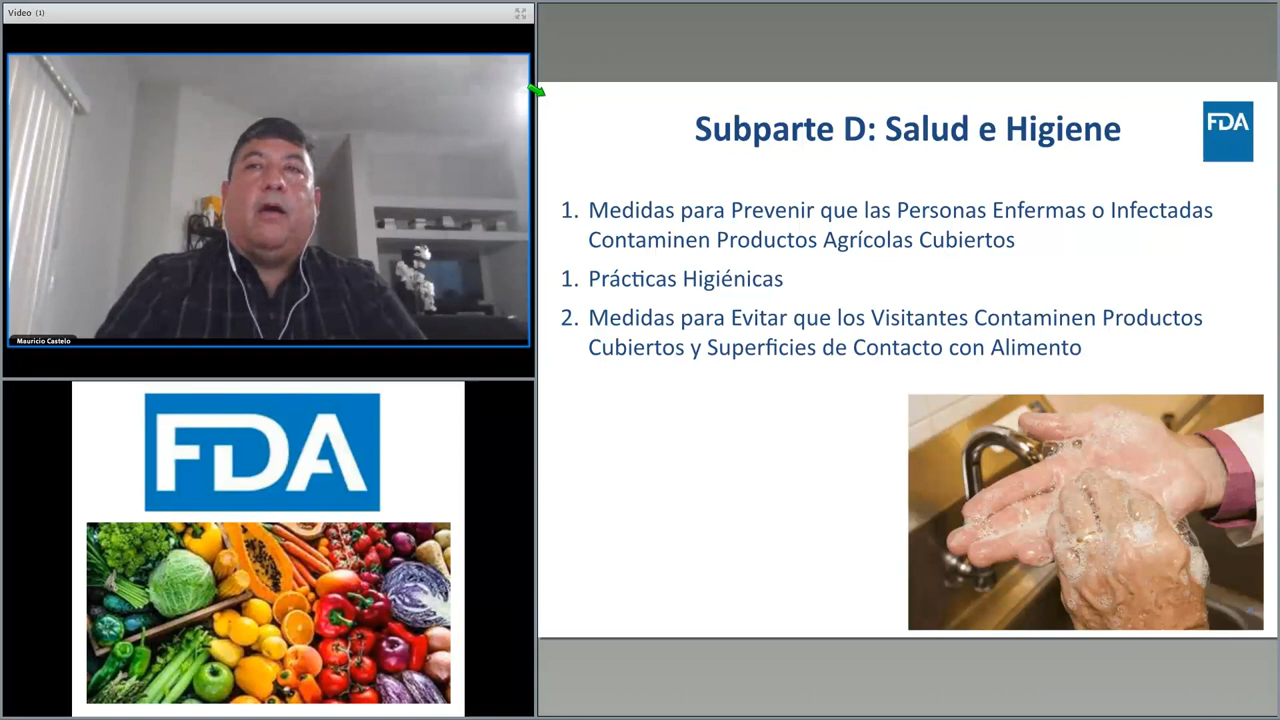 Video (1)
Mauricio Castelo
FDA
Subparte D: Salud e Higiene
FDA
1. Medidas para Prevenir que las Personas Enfermas o Infectadas
Contaminen Productos Agrícolas Cubiertos
1. Prácticas Higiénicas
2. Medidas para Evitar que los Visitantes Contaminen Productos
Cubiertos y Superficies de Contacto con Alimento